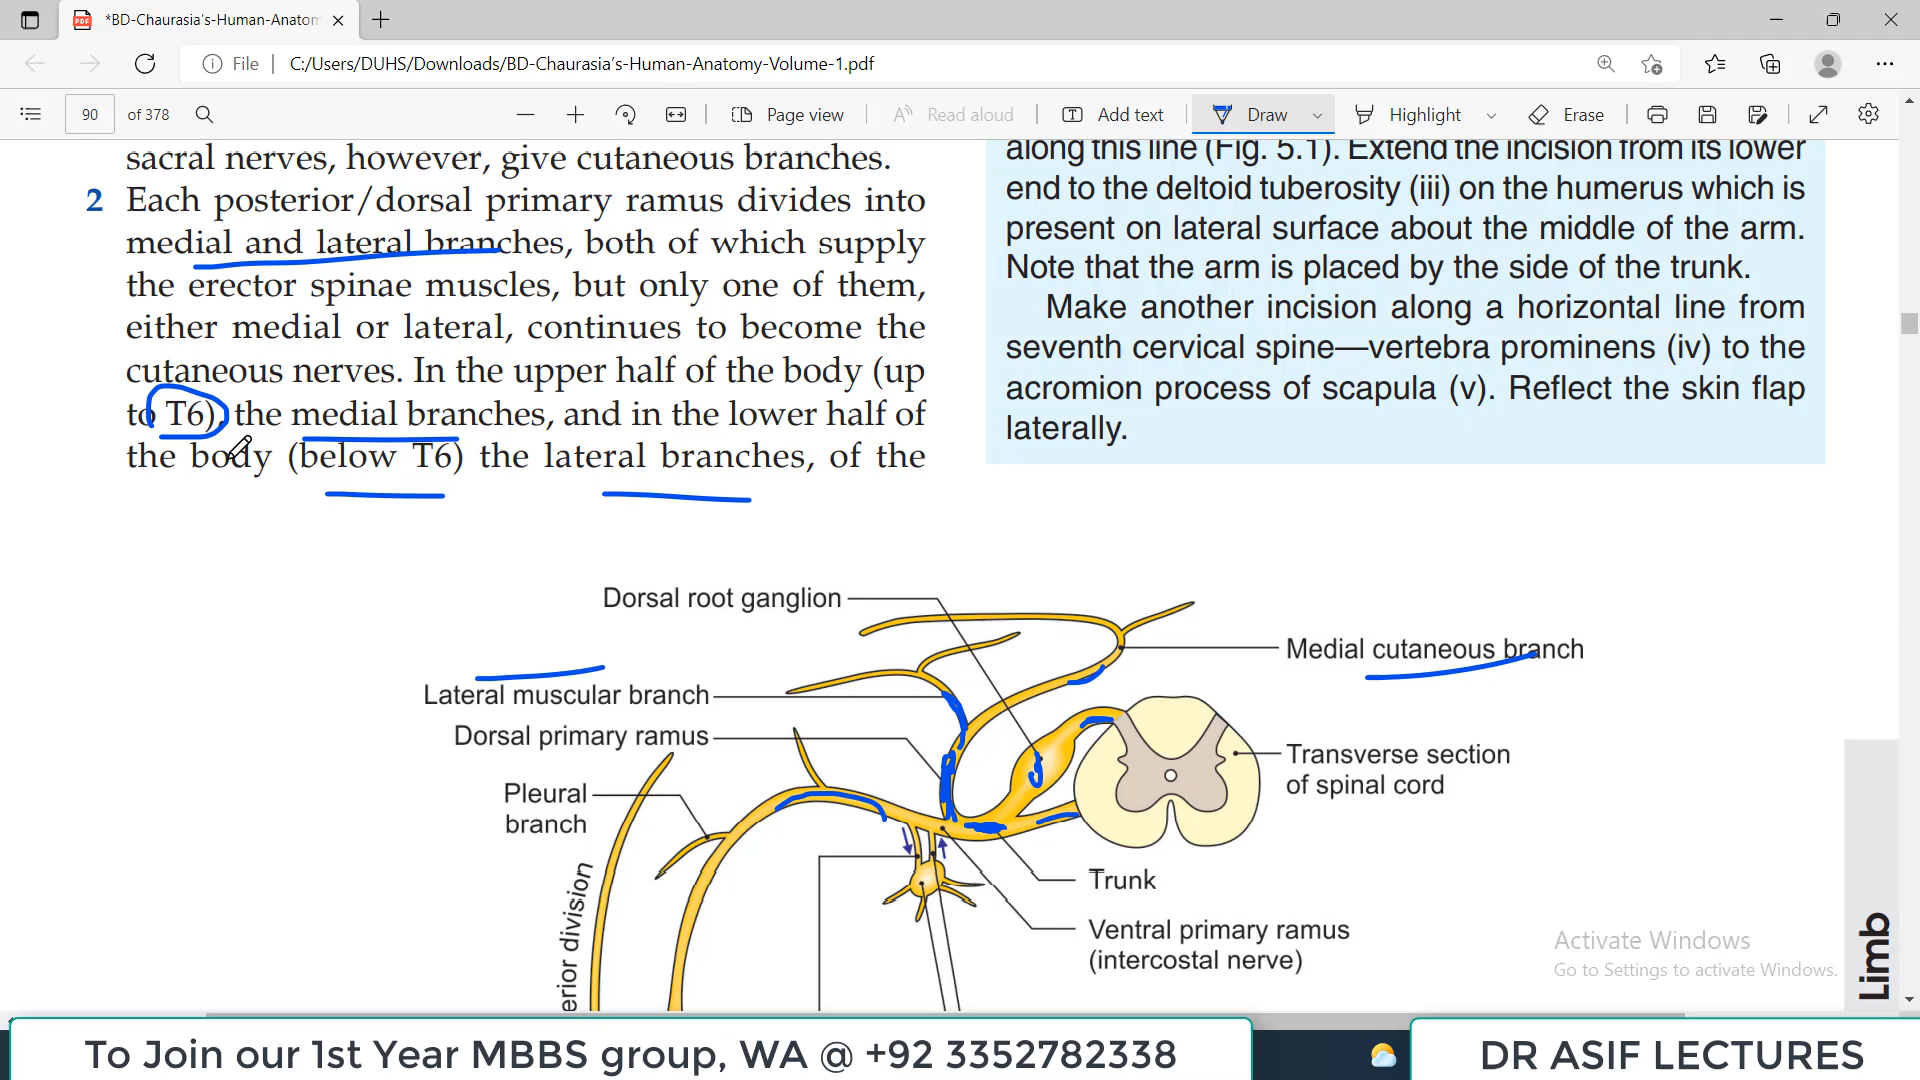 *BD-Chaurasia's-Human-Anatom
File
C:/Users/DUHS/Downloads/BD-Chaurasia's-Human-Anatomy-Volume-1.pdf
90 of 378
Page view
Read aloud
Add text
Draw
Highlight
Erase
sacral nerves, however, give cutaneous branches.
2 Each posterior/dorsal primary ramus divides into
medial and lateral branches, both of which supply
the erector spinae muscles, but only one of them,
either medial or lateral, continues to become the
cutaneous nerves. In the upper half of the body (up
to T6), the medial branches, and in the lower half of
the body (below T6) the lateral branches, of the
along this line (Fig. 5.1). Extend the incision from its lower
end to the deltoid tuberosity (iii) on the humerus which is
present on lateral surface about the middle of the arm.
Note that the arm is placed by the side of the trunk.
Make another incision along a horizontal line from
seventh cervical spine—vertebra prominens (iv) to the
acromion process of scapula (v). Reflect the skin flap
laterally.
Dorsal root ganglion
Medial cutaneous branch
Lateral muscular branch
Dorsal primary ramus
Transverse section
of spinal cord
Pleural
branch
Trunk
Ventral primary ramus
(intercostal nerve)
erior division
Limb
Activate Windows
Go to Settings to activate Windows.
To Join our 1st Year MBBS group, WA @ +92 3352782338
DR ASIF LECTURES